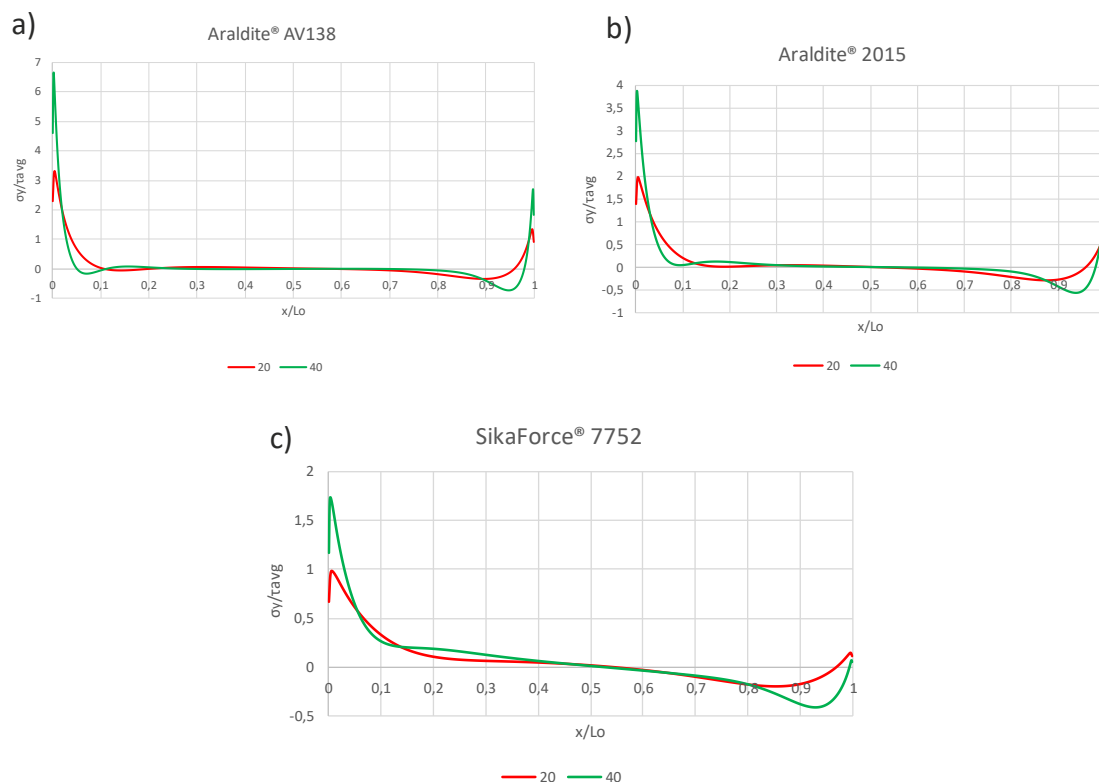 a)
Araldite® AV138
7
6
5
4
3
2
1
0
-1
σy/τavg
0 0,1 0,2 0,3 0,4 0,5 0,6 0,7 0,8 0,9 1
x/Lo
20 40
b)
Araldite® 2015
4
3,5
3
2,5
2
1,5
1
0,5
0
-0,5
-1
σy/τavg
0 0,1 0,2 0,3 0,4 0,5 0,6 0,7 0,8 0,9
x/Lo
20 40
c)
SikaForce® 7752
2
1,5
1
0,5
0
-0,5
σy/τavg
0 0,1 0,2 0,3 0,4 0,5 0,6 0,7 0,8 0,9 1
x/Lo
20 40